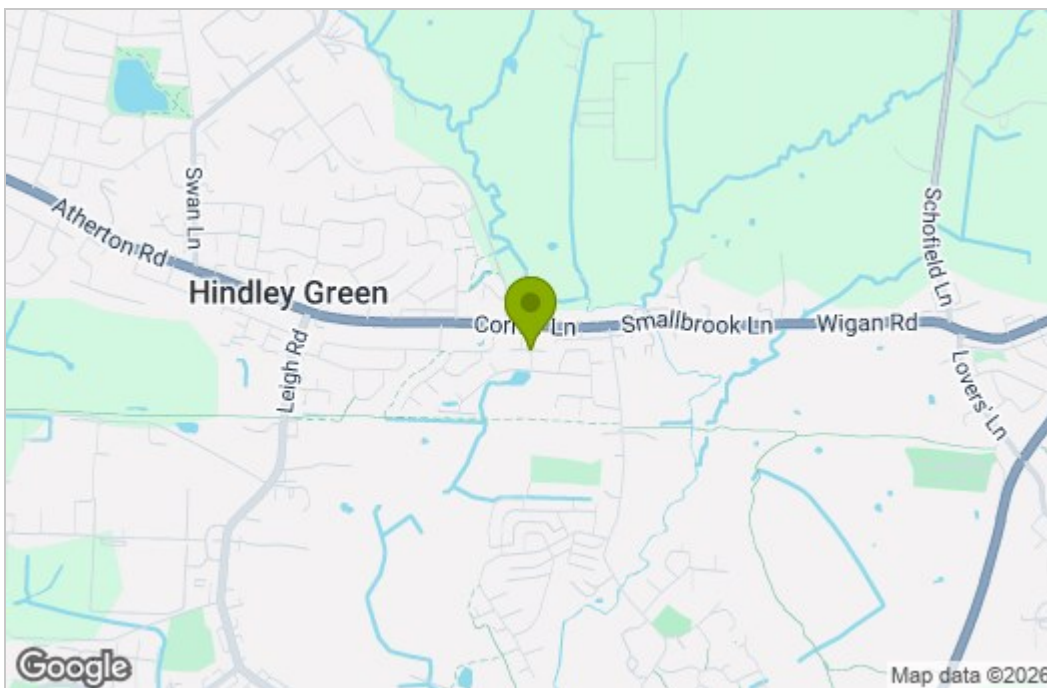 Swan Ln
Atherton Rd
Hindley Green
Leigh Rd
Ln
Smallbrook Ln
Wigan Rd
Schofield Ln
Lovers' Ln
Google
Map data ©2026